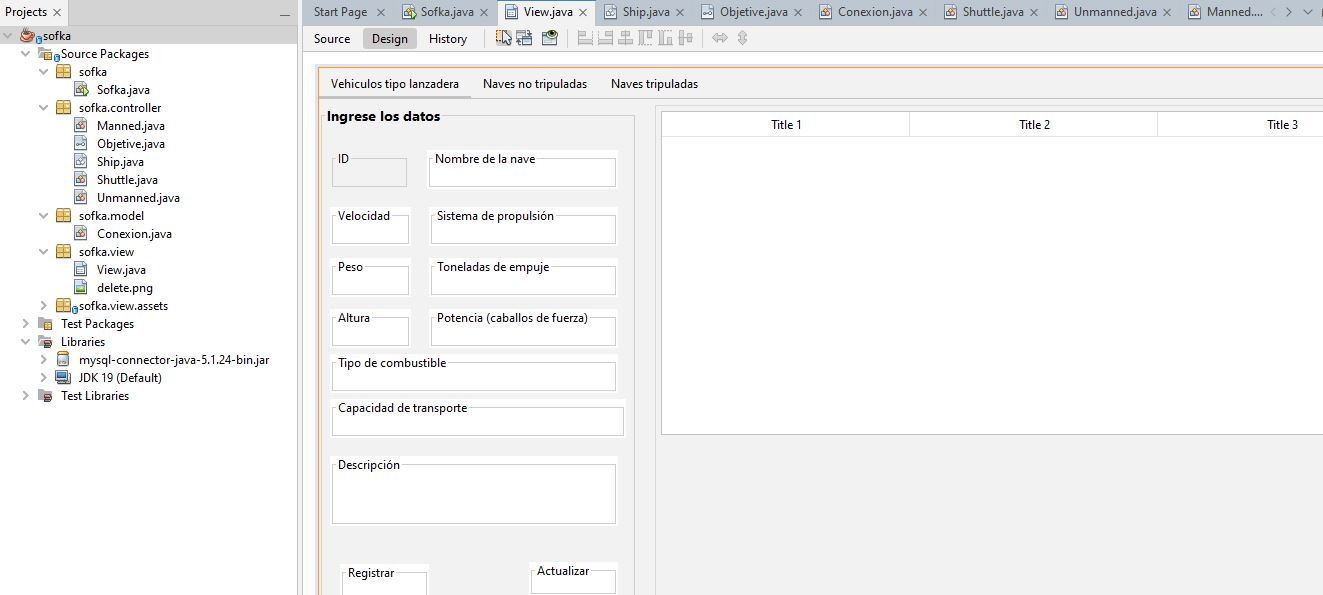 Projects
sofka
Source Packages
sofka
Sofka.java
sofka.controller
Manned.java
Objetive.java
Ship.java
Shuttle.java
Unmanned.java
sofka.model
Conexion.java
sofka.view
View.java
delete.png
sofka.view.assets
Test Packages
Libraries
mysql-connector-java-5.1.24-bin.jar
JDK 19 (Default)
Test Libraries
Start Page Sofka.java View.java Ship.java Objetive.java Conexion.java Shuttle.java Unmanned.java Manned....
Source Design History
Vehiculos tipo lanzadera Naves no tripuladas Naves tripuladas
Ingrese los datos
ID Nombre de la nave
Velocidad Sistema de propulsión
Peso Toneladas de empuje
Altura Potencia (caballos de fuerza)
Tipo de combustible
Capacidad de transporte
Descripción
Registrar Actualizar
Title 1 Title 2 Title 3